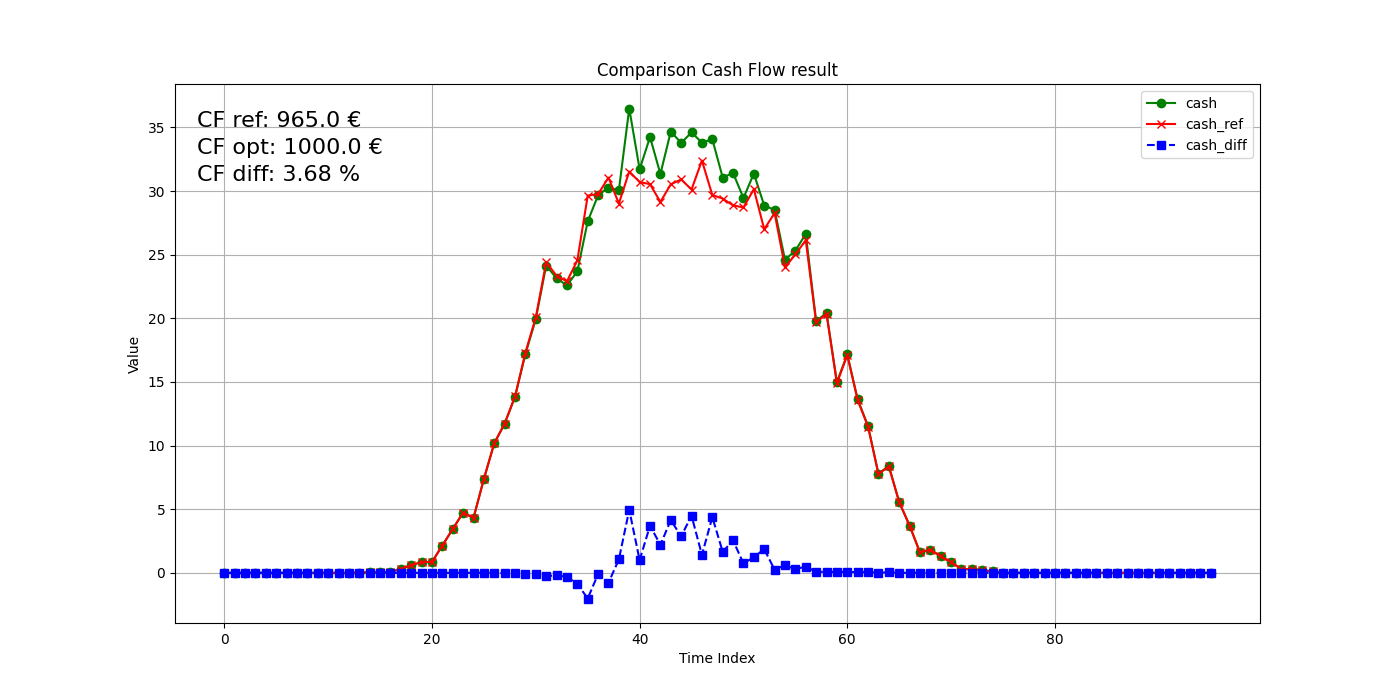 Comparison Cash Flow result
CF ref: 965.0 €
CF opt: 1000.0 €
CF diff: 3.68 %
cash
cash_ref
cash_diff
Value
35
30
25
20
15
10
5
0
0
20
40
60
80
Time Index